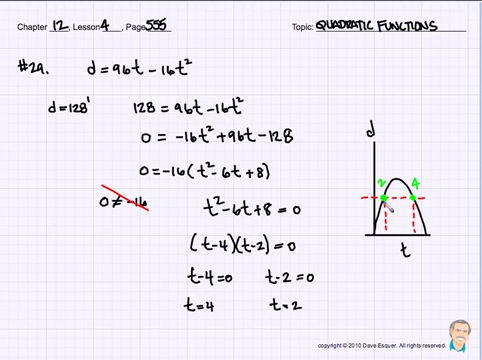 Chapter 12, Lesson 4, Page 555 Topic: QUADRATIC FUNCTIONS
#29. d = 96t - 16t²
d = 128' 128 = 96t - 16t²
0 = -16t² + 96t - 128
0 = -16(t² - 6t + 8)
0 ≠ -16 t² - 6t + 8 = 0
(t-4)(t-2) = 0
t-4=0 t-2=0
t=4 t=2
d
2 4
t
copyright © 2010 Dave Esquer. All rights reserved.